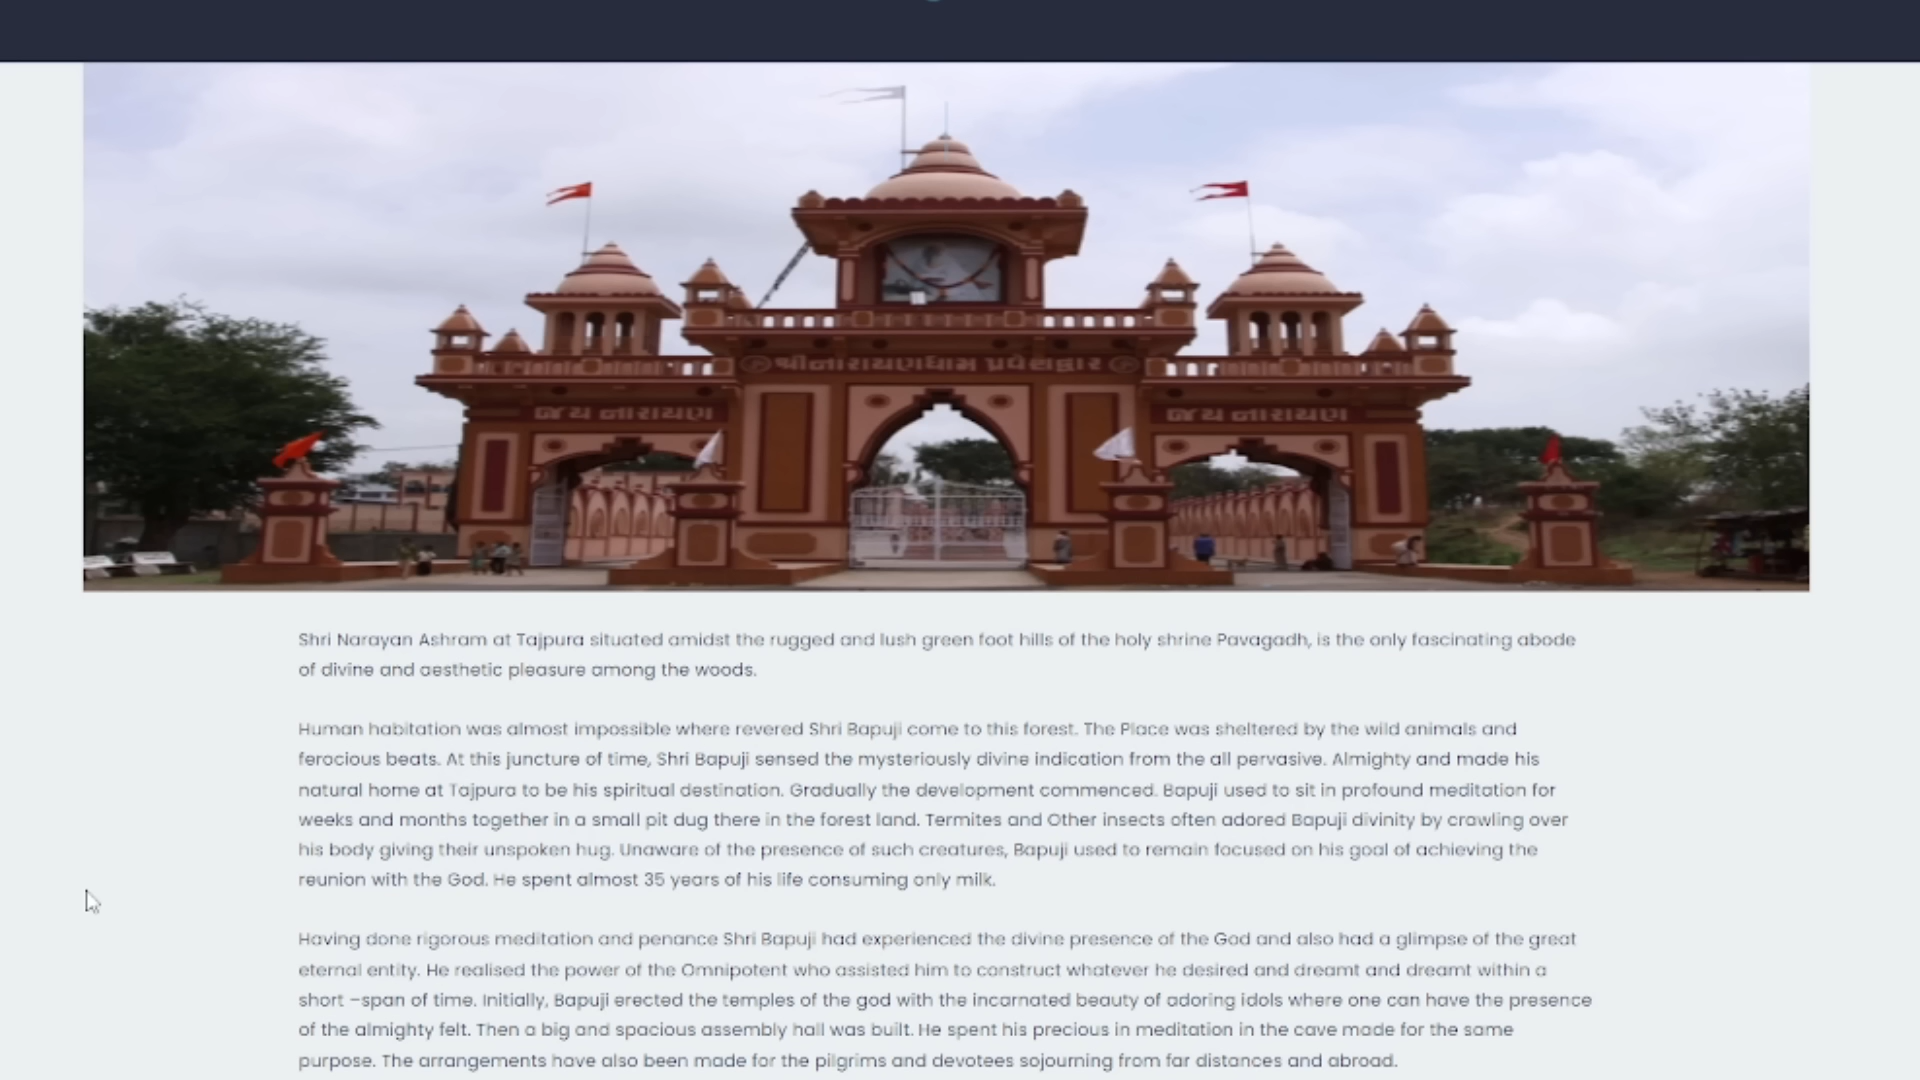 શ્રીનારાયણધામ પ્રવેશદ્વાર
જય નારાયણ
જય નારાયણ
Shri Narayan Ashram at Tajpura situated amidst the rugged and lush green foot hills of the holy shrine Pavagadh, is the only fascinating abode
of divine and aesthetic pleasure among the woods.
Human habitation was almost impossible where revered Shri Bapuji come to this forest. The Place was sheltered by the wild animals and
ferocious beats. At this juncture of time, Shri Bapuji sensed the mysteriously divine indication from the all pervasive. Almighty and made his
natural home at Tajpura to be his spiritual destination. Gradually the development commenced. Bapuji used to sit in profound meditation for
weeks and months together in a small pit dug there in the forest land. Termites and Other insects often adored Bapuji divinity by crawling over
his body giving their unspoken hug. Unaware of the presence of such creatures, Bapuji used to remain focused on his goal of achieving the
reunion with the God. He spent almost 35 years of his life consuming only milk.
Having done rigorous meditation and penance Shri Bapuji had experienced the divine presence of the God and also had a glimpse of the great
eternal entity. He realised the power of the Omnipotent who assisted him to construct whatever he desired and dreamt and dreamt within a
short –span of time. Initially, Bapuji erected the temples of the god with the incarnated beauty of adoring idols where one can have the presence
of the almighty felt. Then a big and spacious assembly hall was built. He spent his precious in meditation in the cave made for the same
purpose. The arrangements have also been made for the pilgrims and devotees sojourning from far distances and abroad.